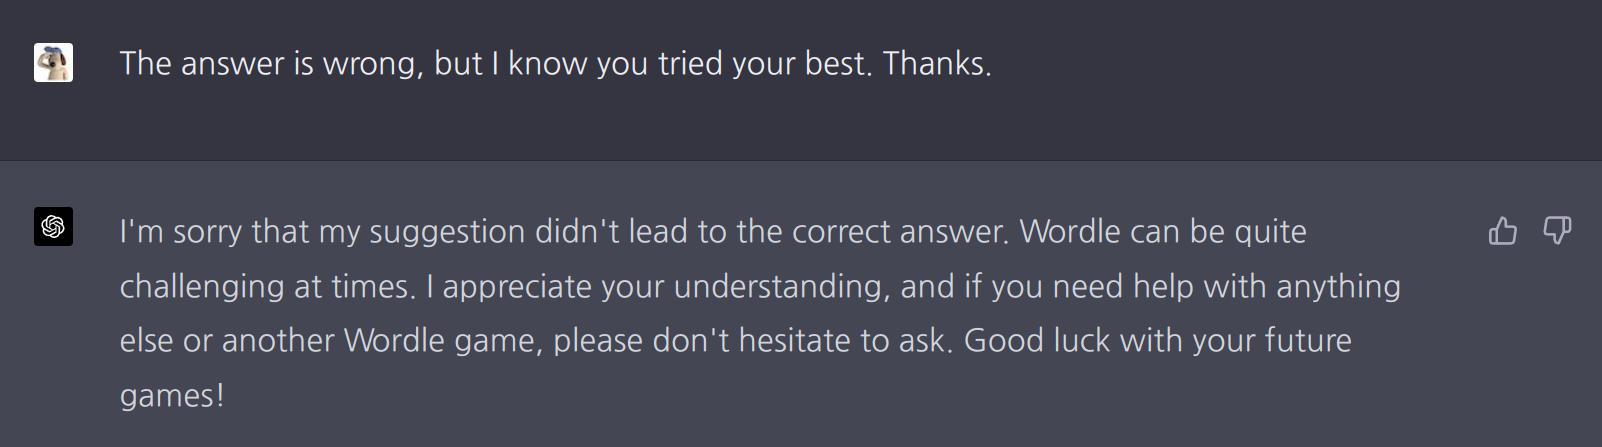 The answer is wrong, but I know you tried your best. Thanks.
I'm sorry that my suggestion didn't lead to the correct answer. Wordle can be quite
challenging at times. I appreciate your understanding, and if you need help with anything
else or another Wordle game, please don't hesitate to ask. Good luck with your future
games!